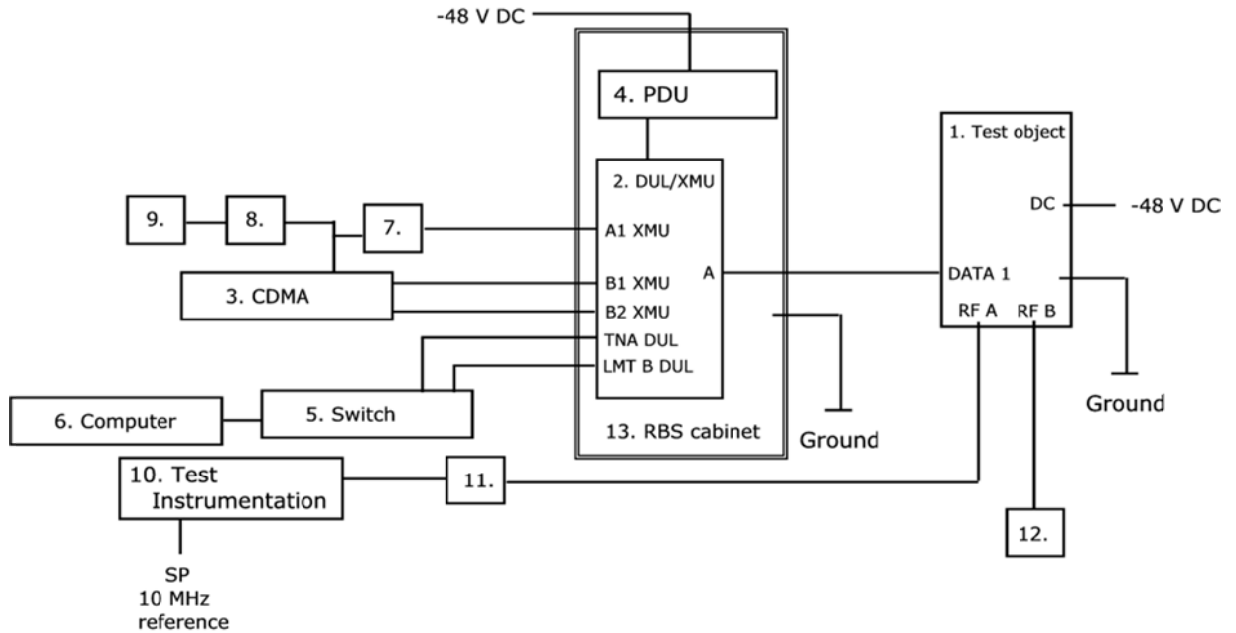 -48 V DC
4. PDU
1. Test object
2. DUL/XMU
DC
-48 V DC
9.
8.
7.
A1 XMU
3. CDMA
B1 XMU
A
DATA 1
B2 XMU
RF A
RF B
TNA DUL
LMT B DUL
6. Computer
5. Switch
13. RBS cabinet
Ground
Ground
10. Test
Instrumentation
11.
12.
SP
10 MHz
reference